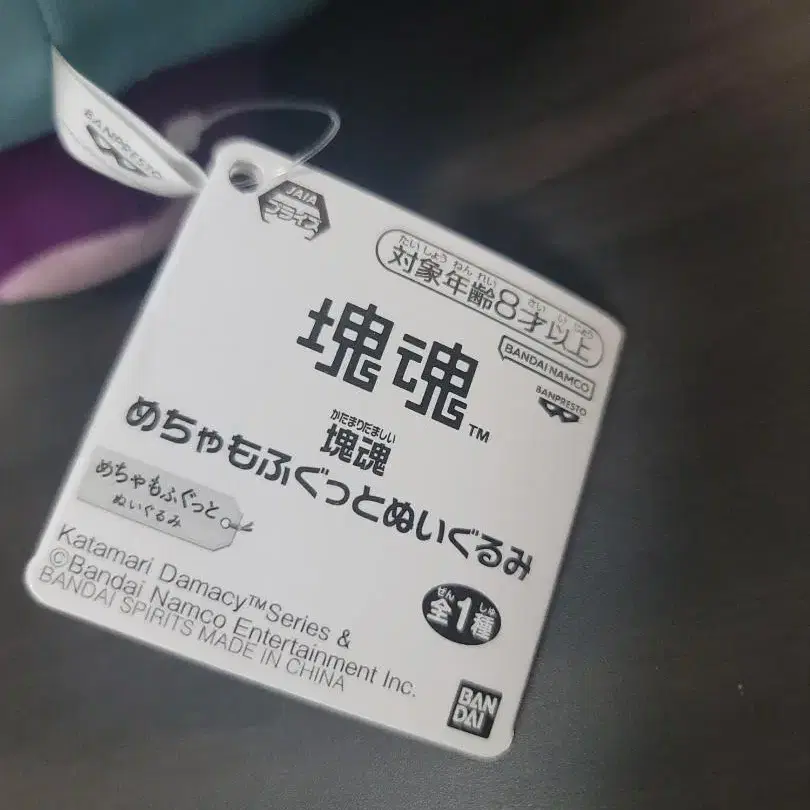 BANPRESTO
JAIA
プライズ
たいしょうねんれい さいいじょう
対象年齢8才以上
塊魂™
BANDAI NAMCO
BANPRESTO
かたまりだましい
塊魂
めちゃもふぐっとぬいぐるみ
めちゃもふぐっと
ぬいぐるみ
Katamari Damacy™Series &
©Bandai Namco Entertainment Inc.
BANDAI SPIRITS MADE IN CHINA
ぜん しゅ
全1種
BAN
DAI